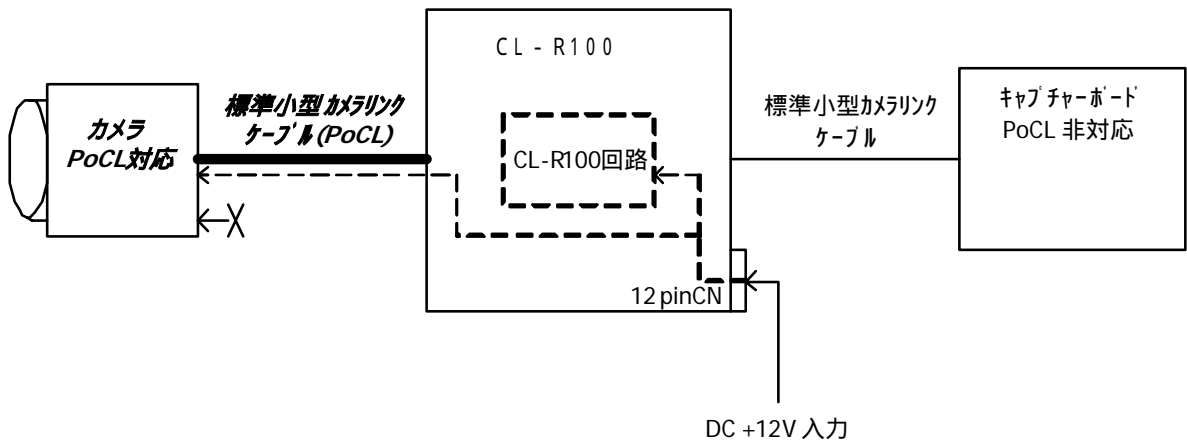 CL-R100
カメラ
PoCL対応
標準小型カメラリンク
ケーブル(PoCL)
CL-R100回路
12pinCN
標準小型カメラリンク
ケーブル
キャプチャーボード
PoCL 非対応
DC +12V 入力